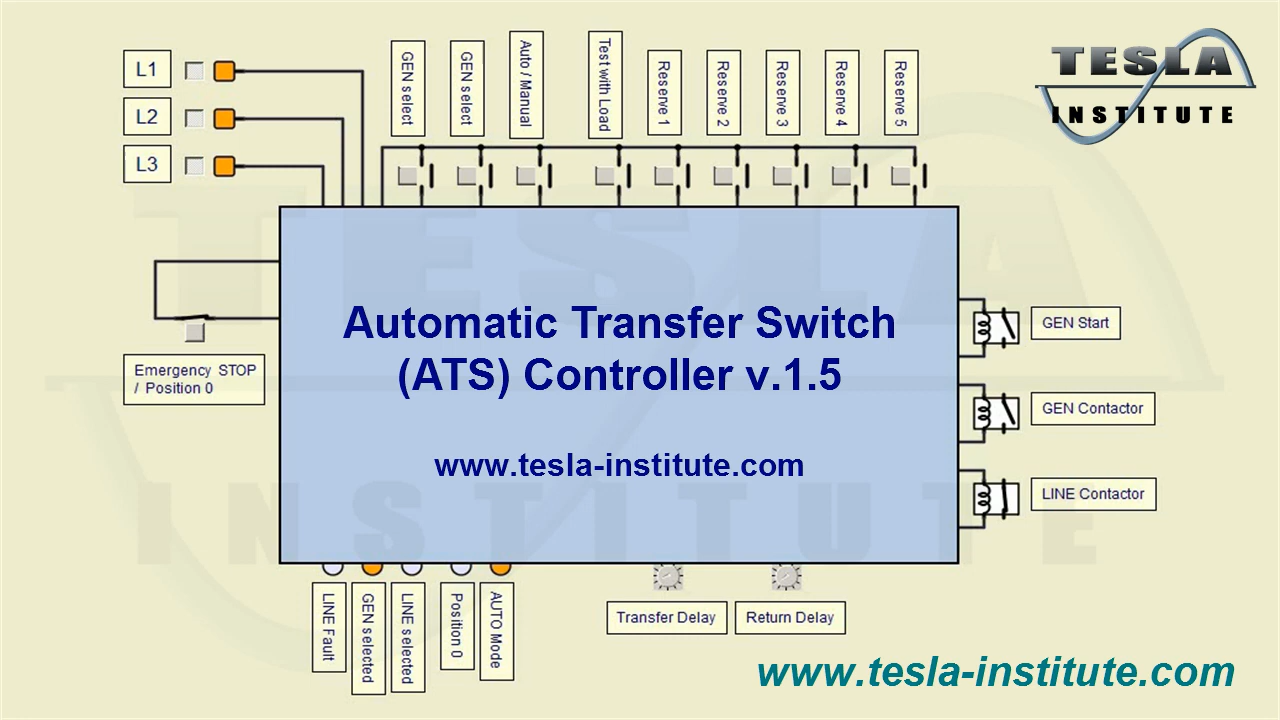 L1
L2
L3
GEN select
GEN select
Auto / Manual
Test with Load
Reserve 1
Reserve 2
Reserve 3
Reserve 4
Reserve 5
TESLA
INSTITUTE
TESLA
INSTITUTE
Emergency STOP
/ Position 0
Automatic Transfer Switch
(ATS) Controller v.1.5
www.tesla-institute.com
GEN Start
GEN Contactor
LINE Contactor
LINE Fault
GEN selected
LINE selected
Position 0
AUTO Mode
Transfer Delay
Return Delay
www.tesla-institute.com